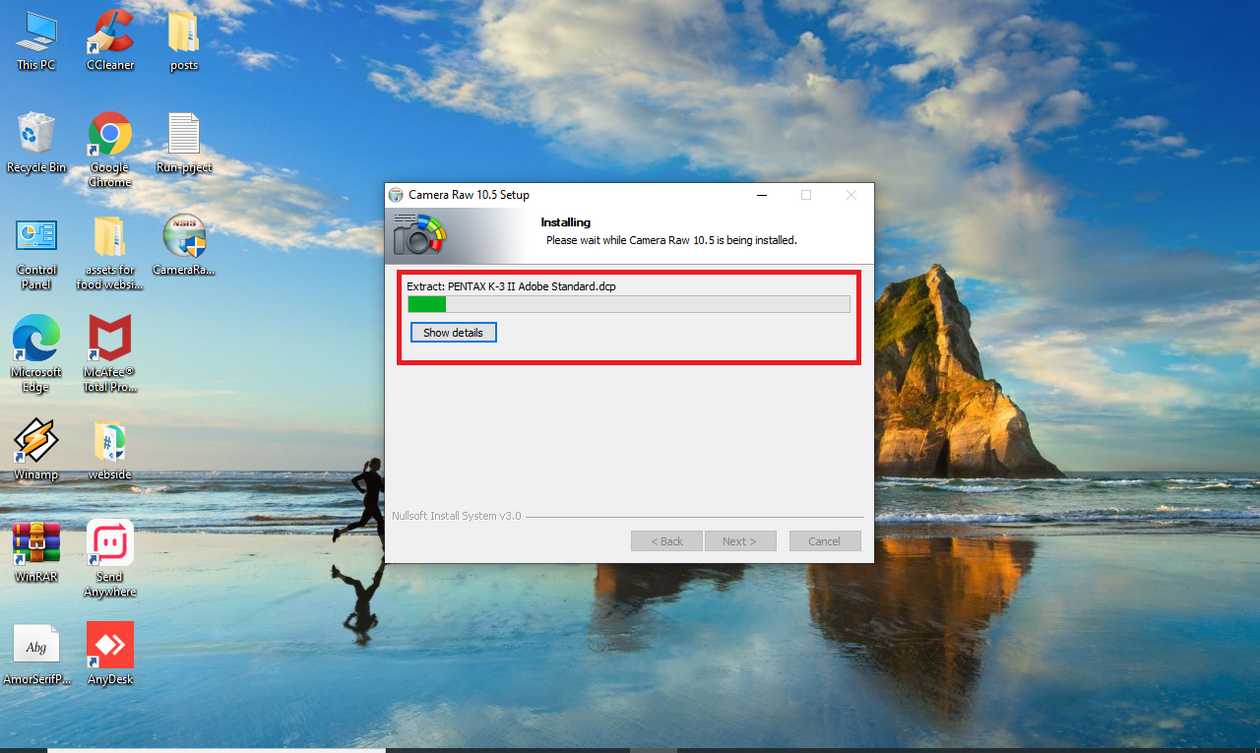 This PC
CCleaner
posts
Recycle Bin
Google
Chrome
Run-prject
Control
Panel
assets for
food websi...
NSIS
CameraRa...
Microsoft
Edge
McAfee®
Total Pro...
Winamp
#
webside
WinRAR
Send
Anywhere
Abg
AmorSerifP...
AnyDesk
Camera Raw 10.5 Setup
Installing
Please wait while Camera Raw 10.5 is being installed.
Extract: PENTAX K-3 II Adobe Standard.dcp
Show details
Nullsoft Install System v3.0
< Back
Next >
Cancel